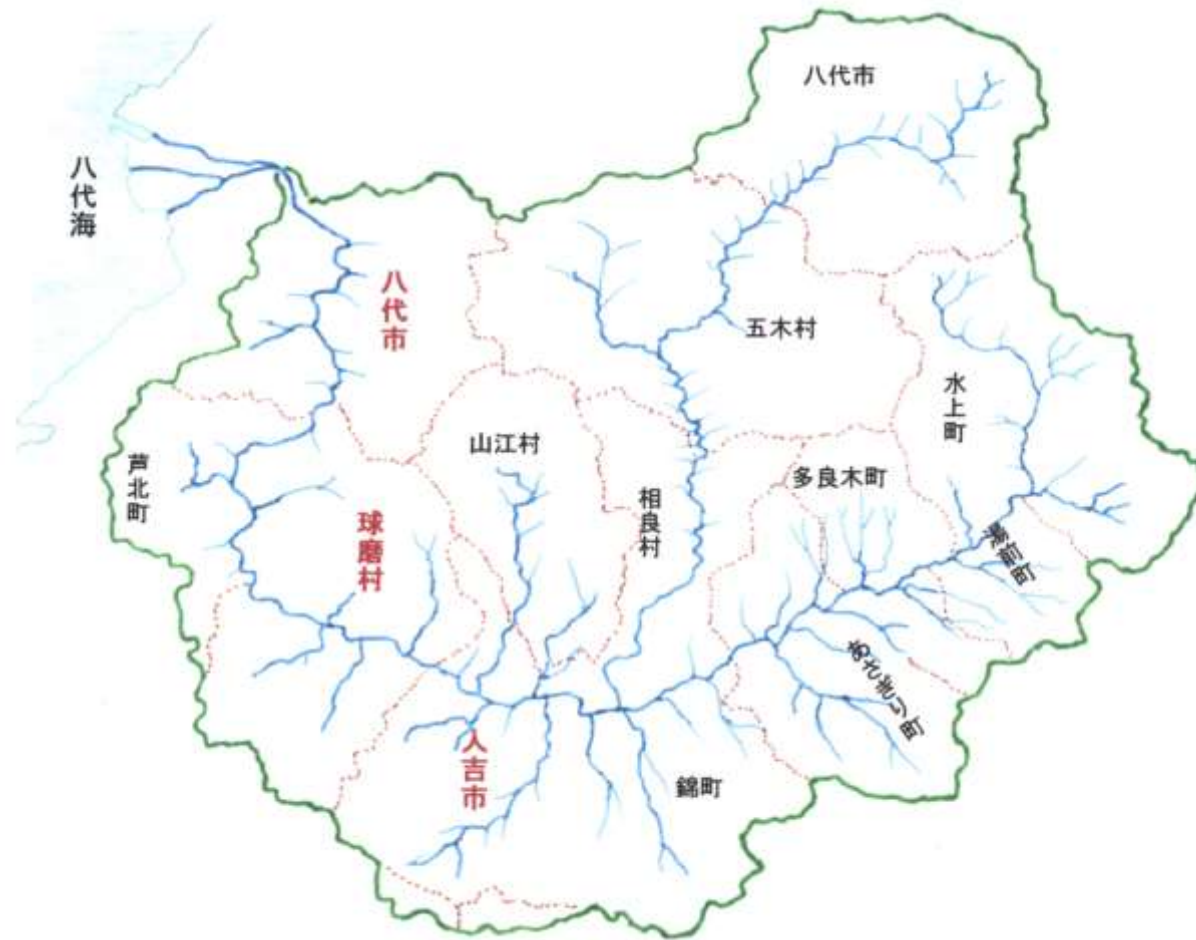 八代市
八代海
八代市
五木村
水上町
山江村
多良木町
芦北町
相良村
球磨村
湯前町
あさぎり町
人吉市
錦町